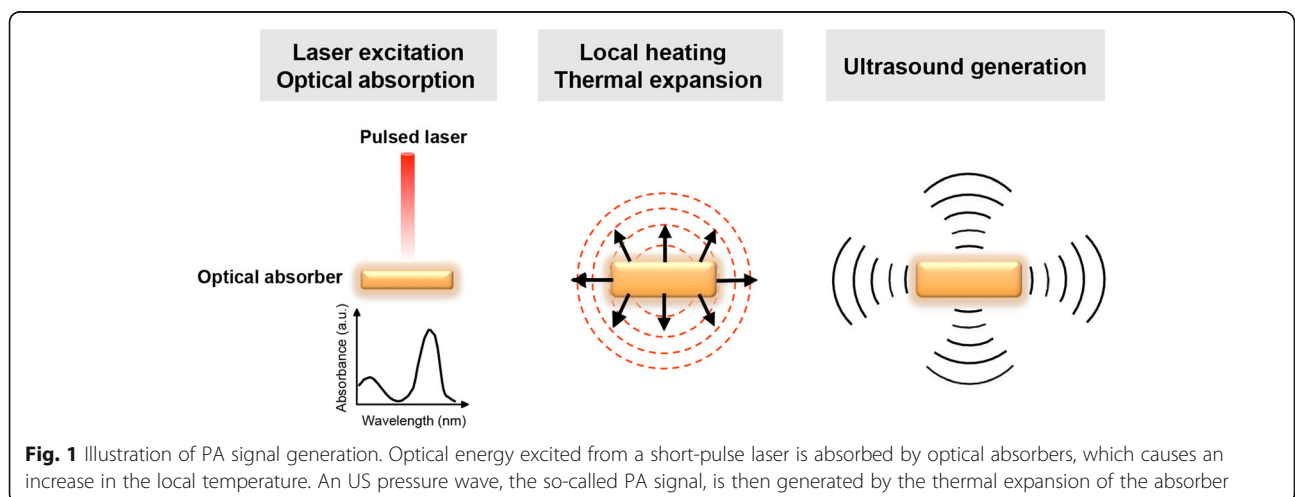 Laser excitation
Optical absorption
Local heating
Thermal expansion
Ultrasound generation
Pulsed laser
Optical absorber
Absorbance (a.u.)
Wavelength (nm)
Fig. 1 Illustration of PA signal generation. Optical energy excited from a short-pulse laser is absorbed by optical absorbers, which causes an
increase in the local temperature. An US pressure wave, the so-called PA signal, is then generated by the thermal expansion of the absorber